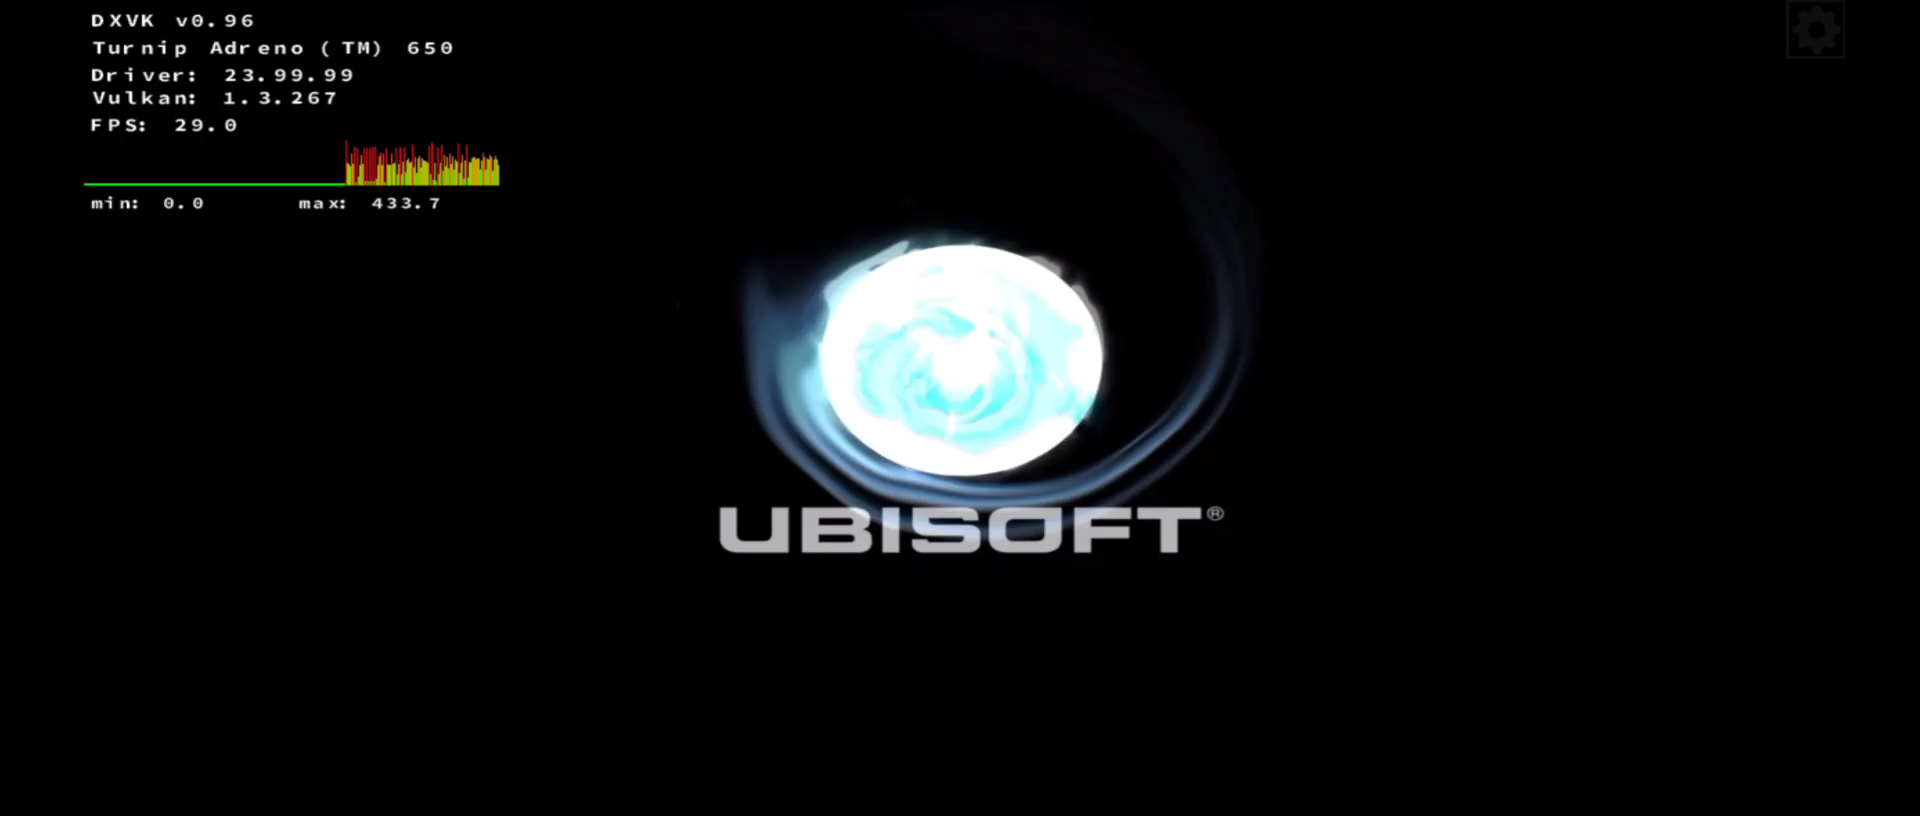 DXVK v0.96
Turnip Adreno (TM) 650
Driver: 23.99.99
Vulkan: 1.3.267
FPS: 29.0
min: 0.0 max: 433.7
UBISOFT®